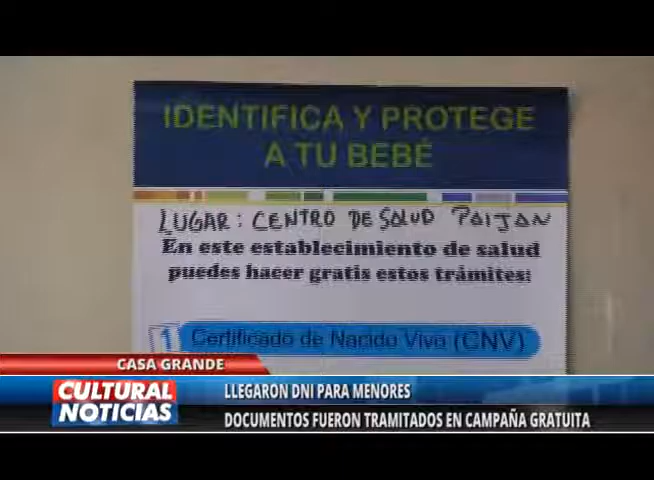 IDENTIFICA Y PROTEGE
A TU BEBÉ
LUGAR: CENTRO DE SALUD PAIJAN
En este establecimiento de salud
puedes hacer gratis estos trámites:
1 Certificado de Nacido Vivo (CNV)
CASA GRANDE
CULTURAL
NOTICIAS
LLEGARON DNI PARA MENORES
DOCUMENTOS FUERON TRAMITADOS EN CAMPAÑA GRATUITA